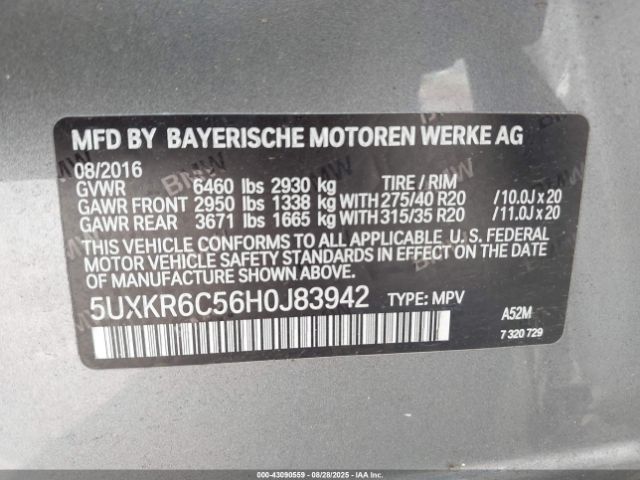 MFD BY BAYERISCHE MOTOREN WERKE AG
08/2016
GVWR 6460 lbs 2930 kg TIRE / RIM
GAWR FRONT 2950 lbs 1338 kg WITH 275/40 R20 /10.0J x 20
GAWR REAR 3671 lbs 1665 kg WITH 315/35 R20 /11.0J x 20
THIS VEHICLE CONFORMS TO ALL APPLICABLE U. S. FEDERAL
MOTOR VEHICLE SAFETY STANDARDS IN EFFECT ON THE DATE
OF MANUFACTURE SHOWN ABOVE.
5UXKR6C56H0J83942 TYPE: MPV
A52M
7 320 729
000-43090559 | 08/28/2025 | COPART